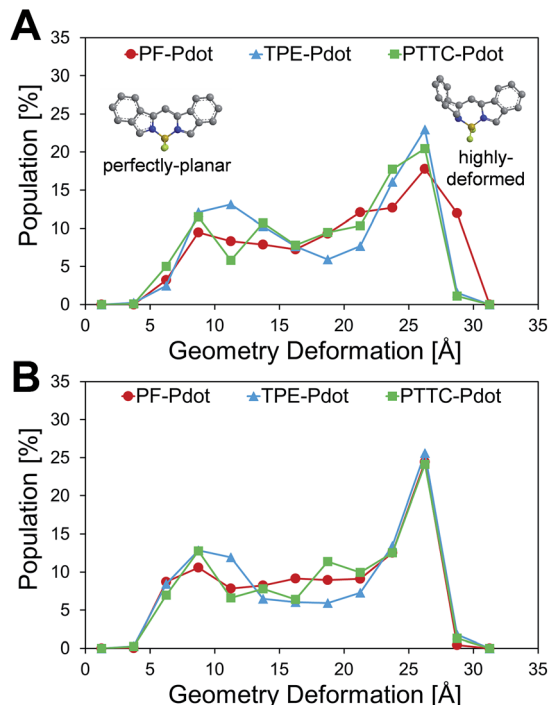 A
PF-Pdot TPE-Pdot PTTC-Pdot
perfectly-planar
highly-
deformed
Population [%]
35
30
25
20
15
10
5
0
0 5 10 15 20 25 30 35
Geometry Deformation [Å]
B
PF-Pdot TPE-Pdot PTTC-Pdot
Population [%]
35
30
25
20
15
10
5
0
0 5 10 15 20 25 30 35
Geometry Deformation [Å]